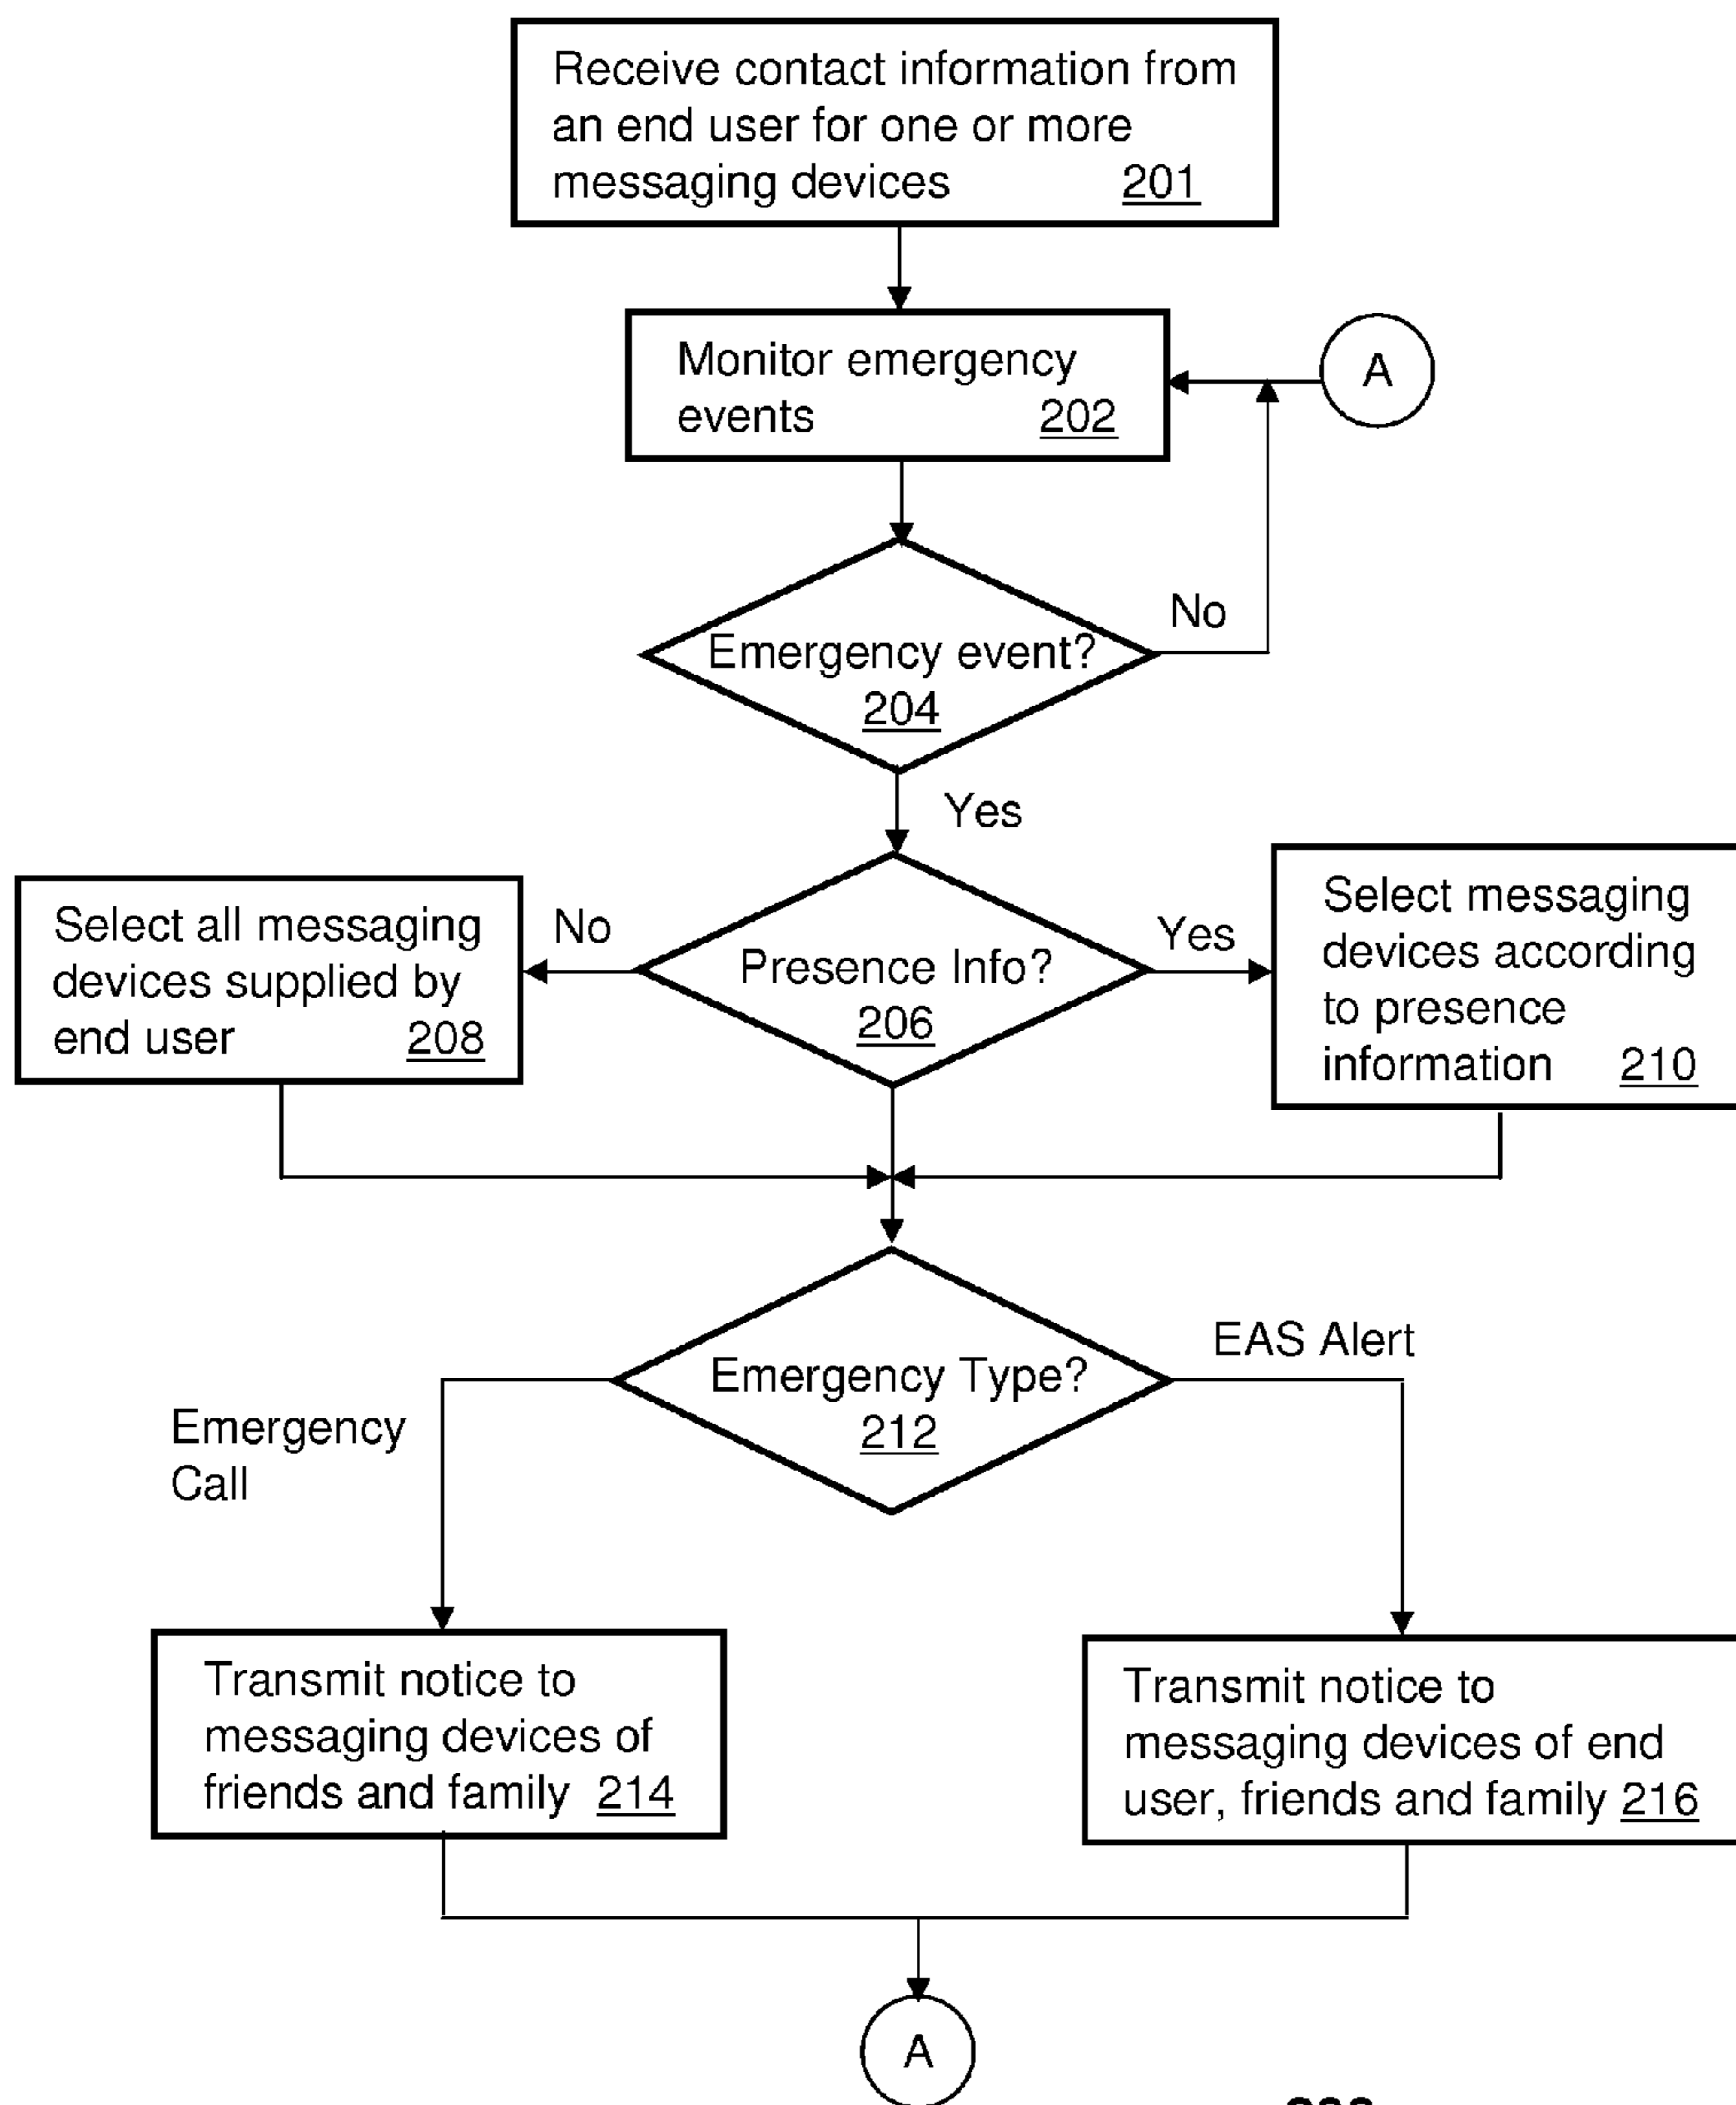 Receive contact information from
an end user for one or more
messaging devices 201
Monitor emergency
events 202
A
No
Emergency event?
204
Yes
Select all messaging
devices supplied by
end user 208
No
Presence Info?
206
Yes
Select messaging
devices according
to presence
information 210
EAS Alert
Emergency Type?
212
Emergency
Call
Transmit notice to
messaging devices of
friends and family 214
Transmit notice to
messaging devices of end
user, friends and family 216
A